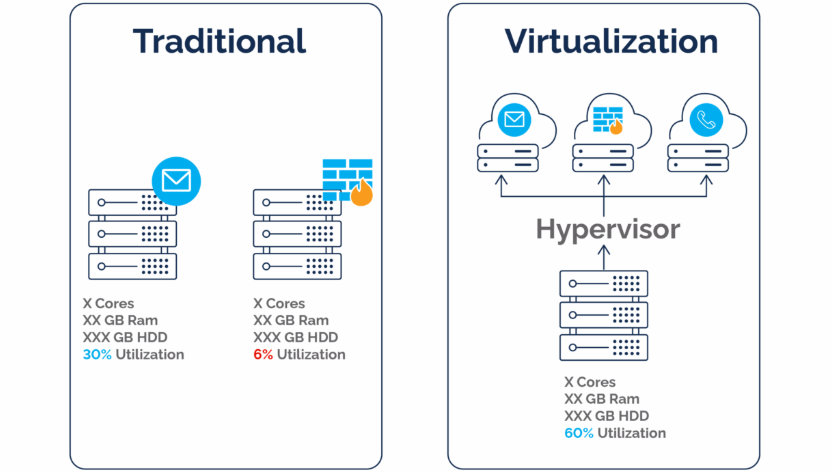 Traditional
X Cores
XX GB Ram
XXX GB HDD
30% Utilization
X Cores
XX GB Ram
XXX GB HDD
6% Utilization
Virtualization
Hypervisor
X Cores
XX GB Ram
XXX GB HDD
60% Utilization